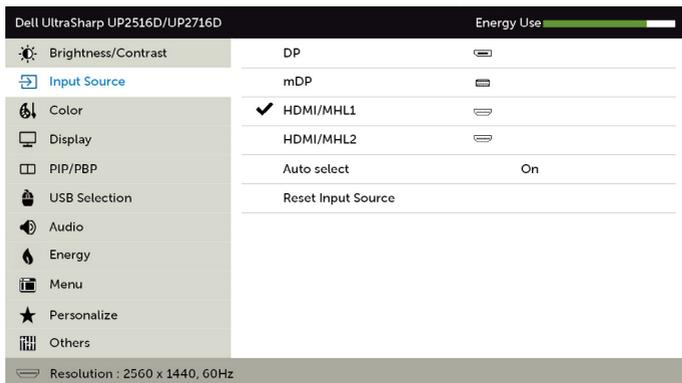 Dell UltraSharp UP2516D/UP2716D Energy Use
Brightness/Contrast
Input Source
Color
Display
PIP/PBP
USB Selection
Audio
Energy
Menu
Personalize
Others
DP
mDP
HDMI/MHL1
HDMI/MHL2
Auto select On
Reset Input Source
Resolution : 2560 x 1440, 60Hz